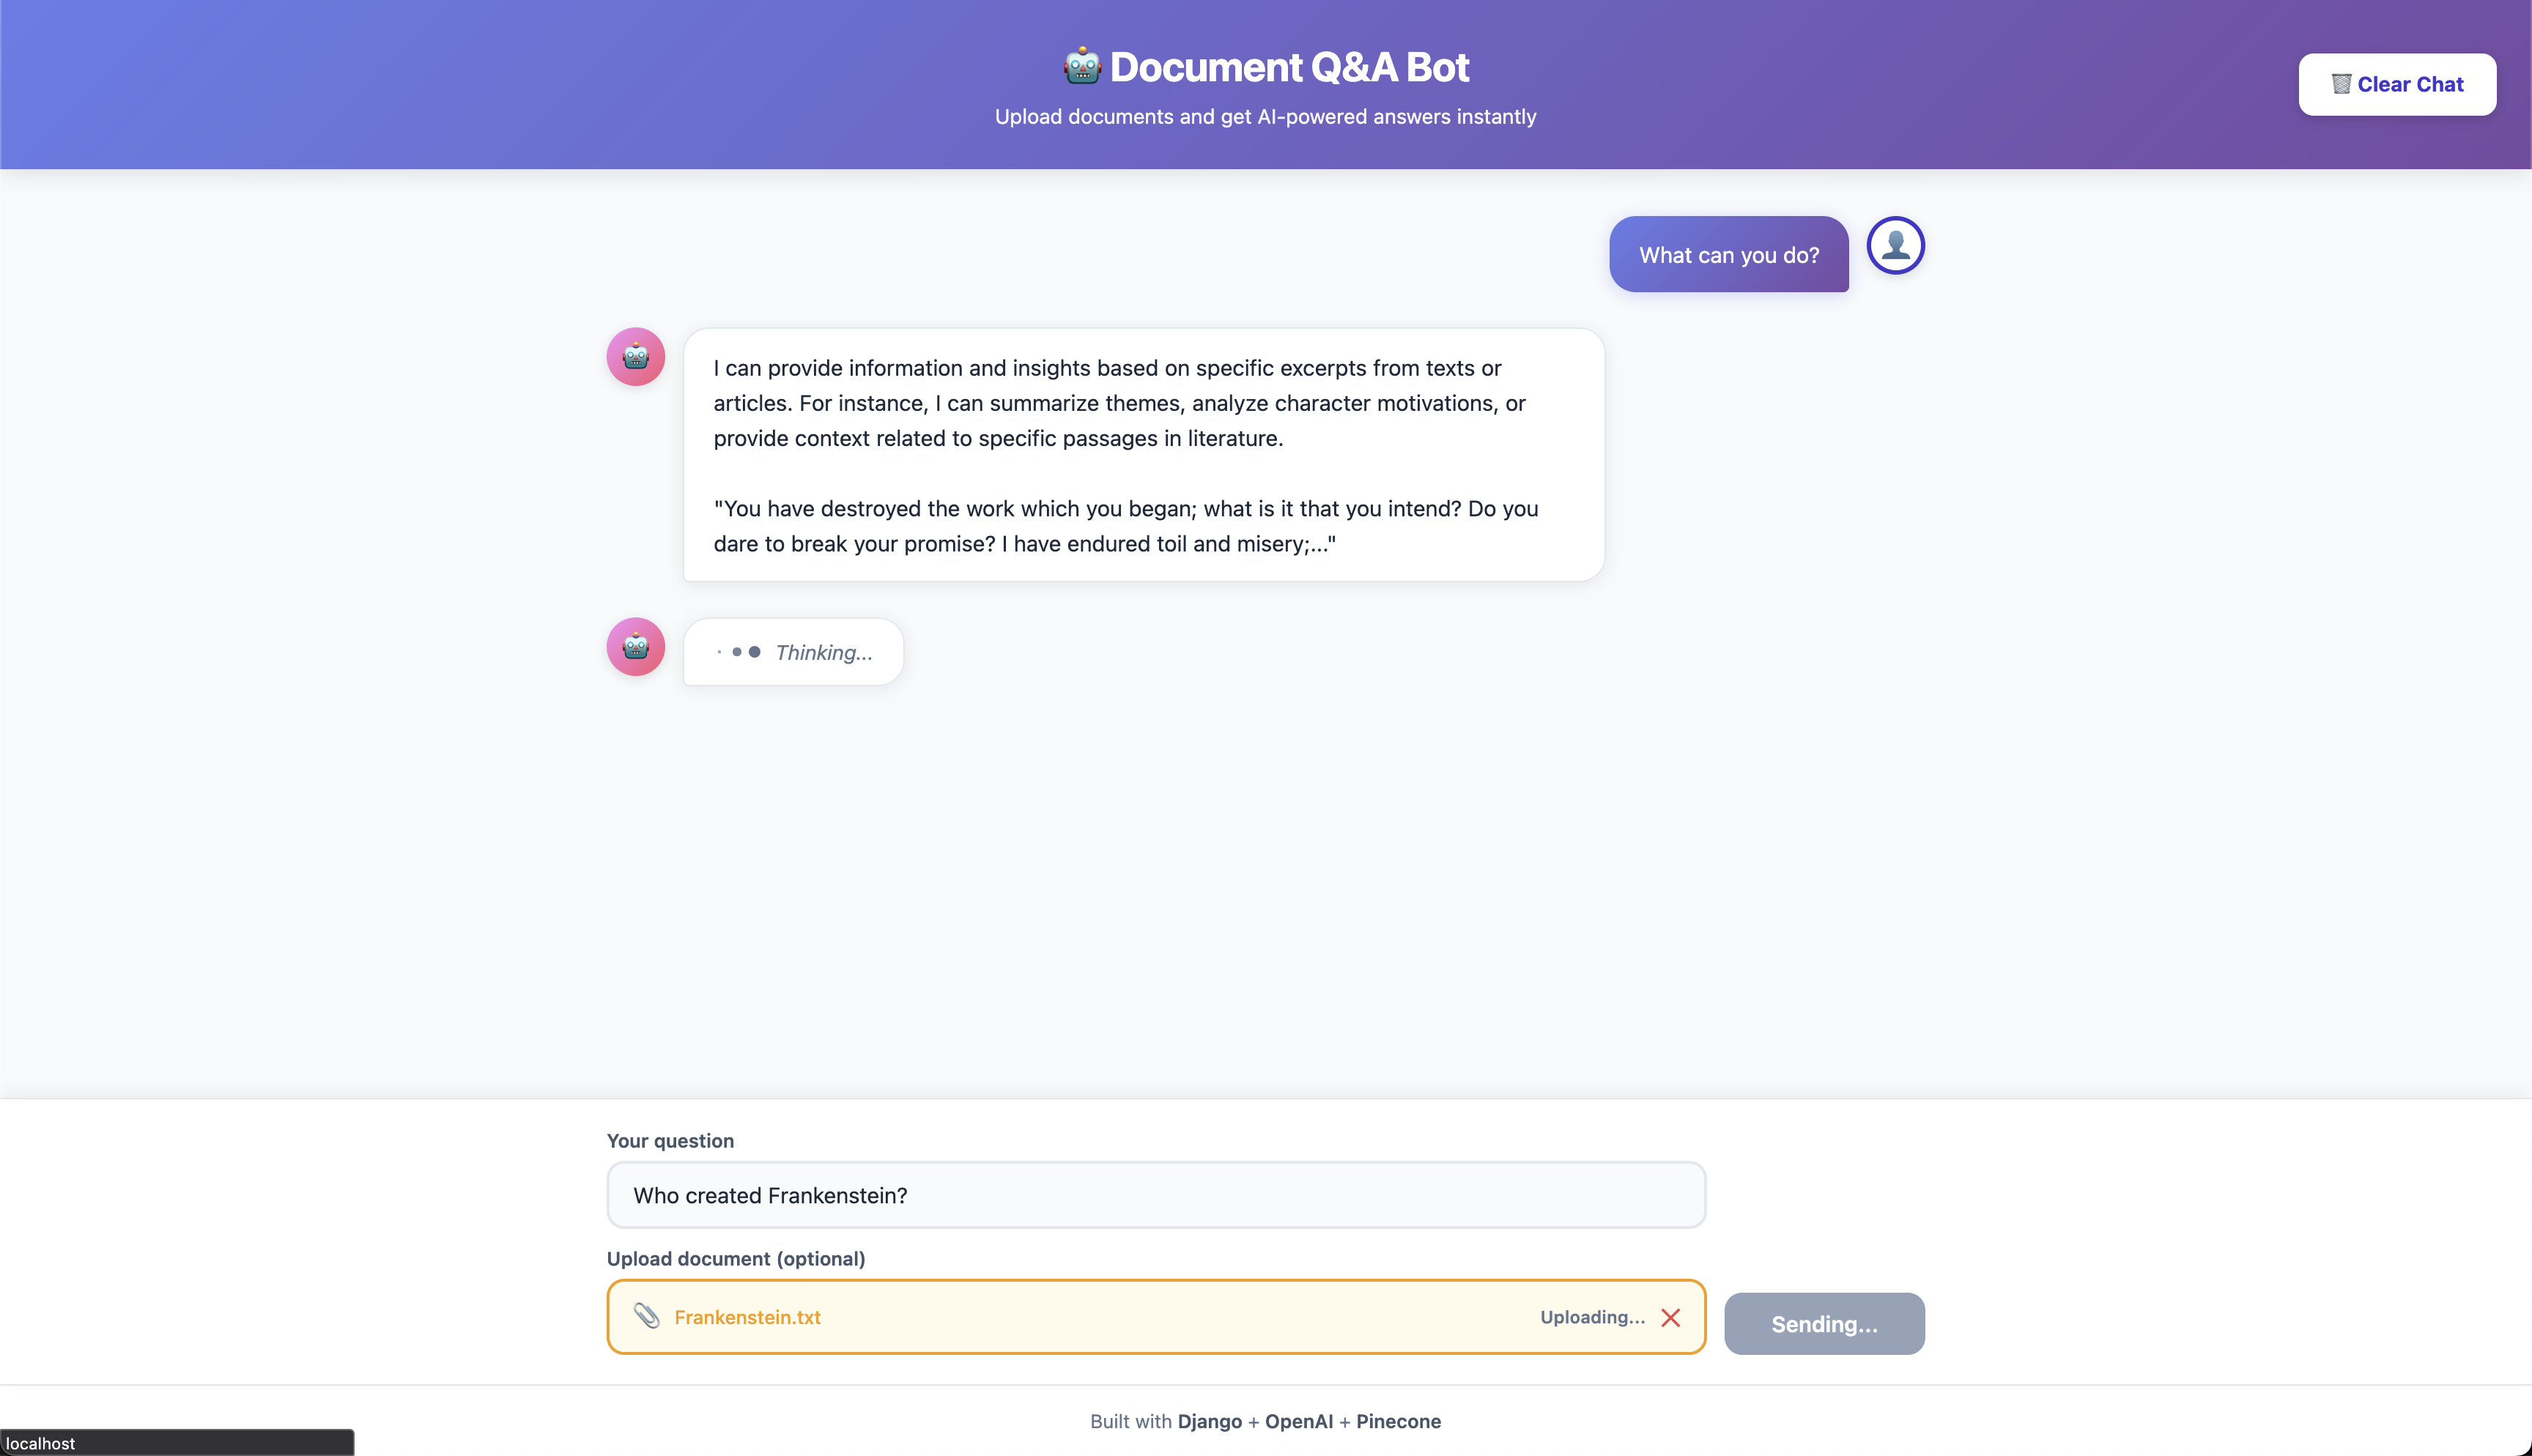 🤖 Document Q&A Bot
Upload documents and get AI-powered answers instantly
🗑️ Clear Chat
What can you do?
I can provide information and insights based on specific excerpts from texts or
articles. For instance, I can summarize themes, analyze character motivations, or
provide context related to specific passages in literature.
"You have destroyed the work which you began; what is it that you intend? Do you
dare to break your promise? I have endured toil and misery;..."
Thinking...
Your question
Who created Frankenstein?
Upload document (optional)
📎 Frankenstein.txt
Uploading...
Sending...
Built with Django + OpenAI + Pinecone
localhost